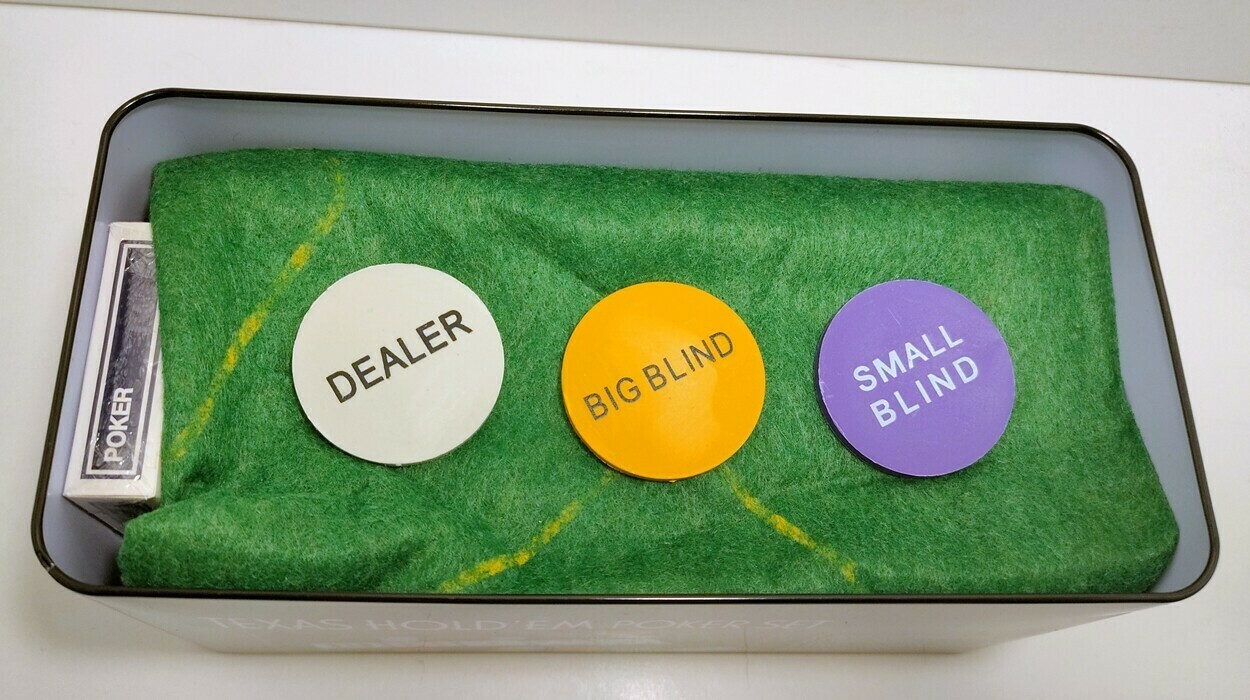 DEALER
BIG BLIND
SMALL
BLIND
POKER
TEXAS HOLD'EM POKER SET